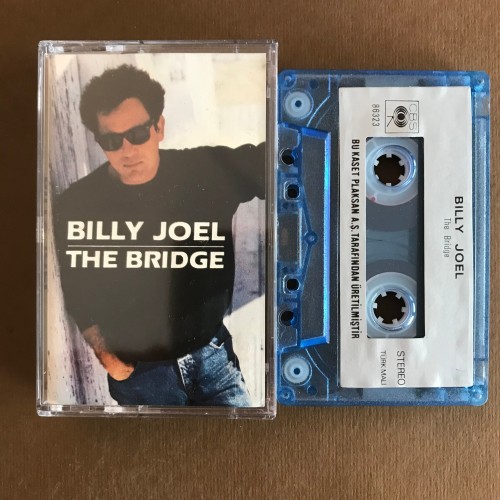 BILLY JOEL
THE BRIDGE
CBS
86323
BU KASET PLAKSAN A.Ş. TARAFINDAN ÜRETİLMİŞTİR
BILLY JOEL
The Bridge
STEREO
TÜRK MALI